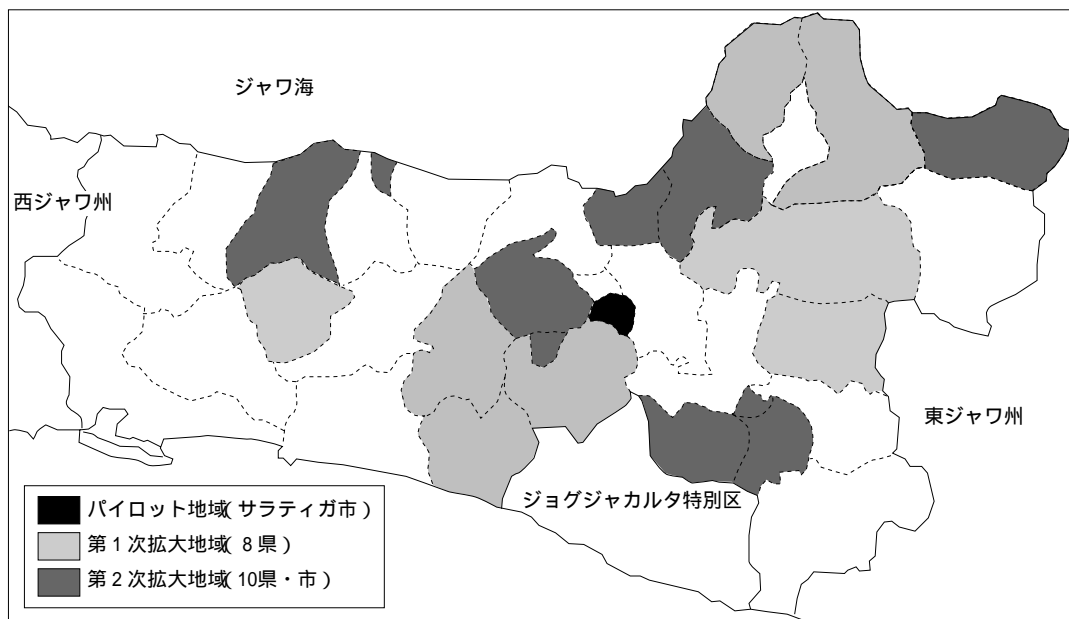 ジャワ海
西ジャワ州
東ジャワ州
ジョグジャカルタ特別区
パイロット地域(サラティガ市)
第1次拡大地域(8県)
第2次拡大地域(10県・市)